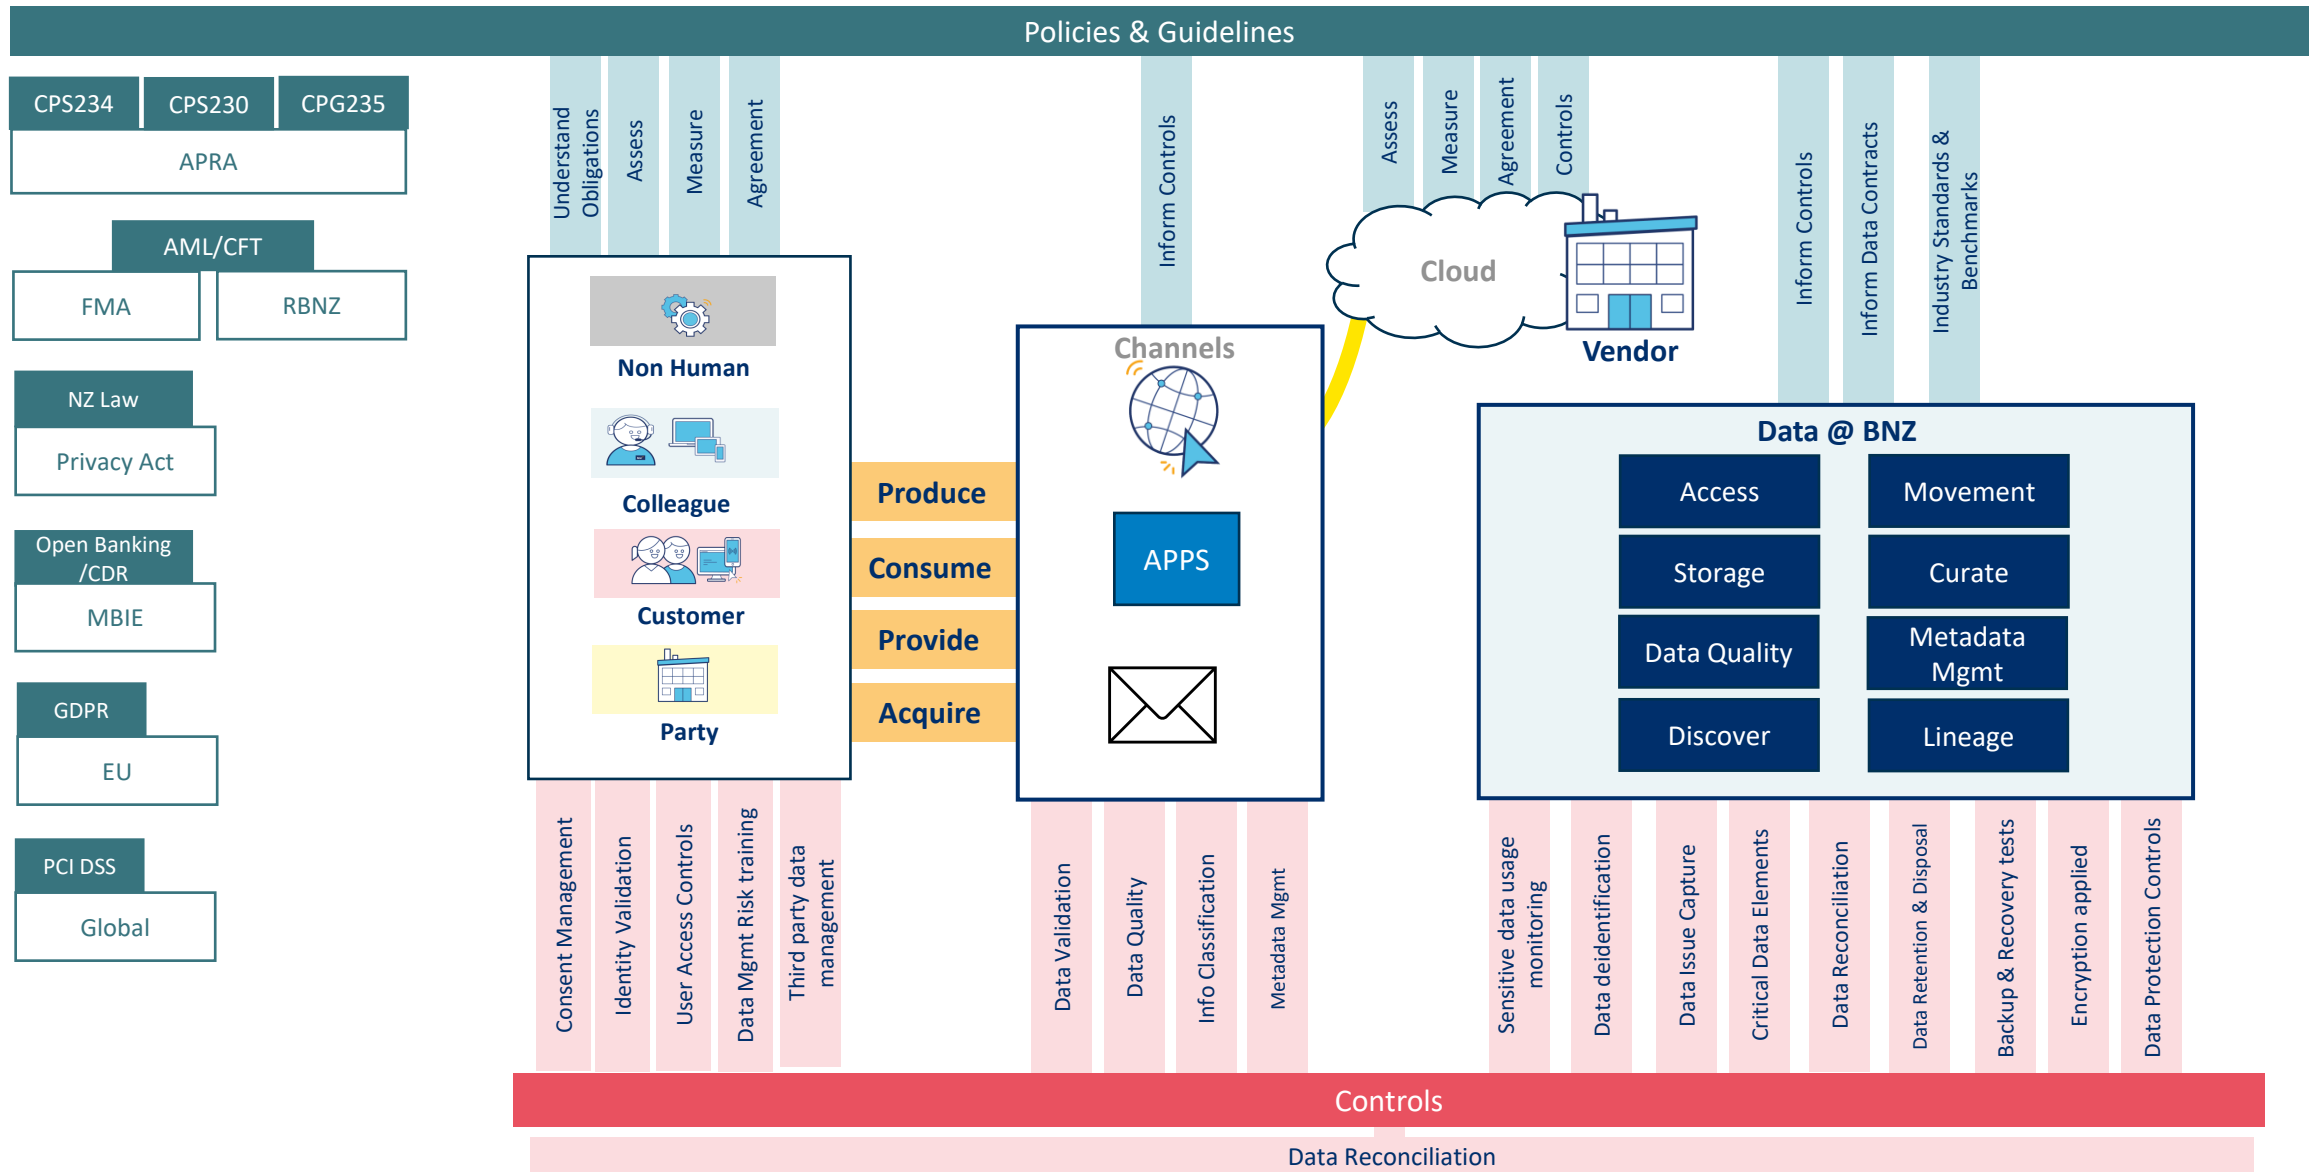 Policies & Guidelines
CPS234
CPS230
CPG235
APRA
AML/CFT
FMA
RBNZ
NZ Law
Privacy Act
Open Banking
/CDR
MBIE
GDPR
EU
PCI DSS
Global
Understand
Obligations
Assess
Measure
Agreement
Inform Controls
Assess
Measure
Agreement
Controls
Inform Controls
Inform Data Contracts
Industry Standards &
Benchmarks
Non Human
Colleague
Customer
Party
Produce
Consume
Provide
Acquire
Channels
APPS
Cloud
Vendor
Data @ BNZ
Access
Movement
Storage
Curate
Data Quality
Metadata
Mgmt
Discover
Lineage
Consent Management
Identity Validation
User Access Controls
Data Mgmt Risk training
Third party data
management
Data Validation
Data Quality
Info Classification
Metadata Mgmt
Sensitive data usage
monitoring
Data deidentification
Data Issue Capture
Critical Data Elements
Data Reconciliation
Data Retention & Disposal
Backup & Recovery tests
Encryption applied
Data Protection Controls
Controls
Data Reconciliation